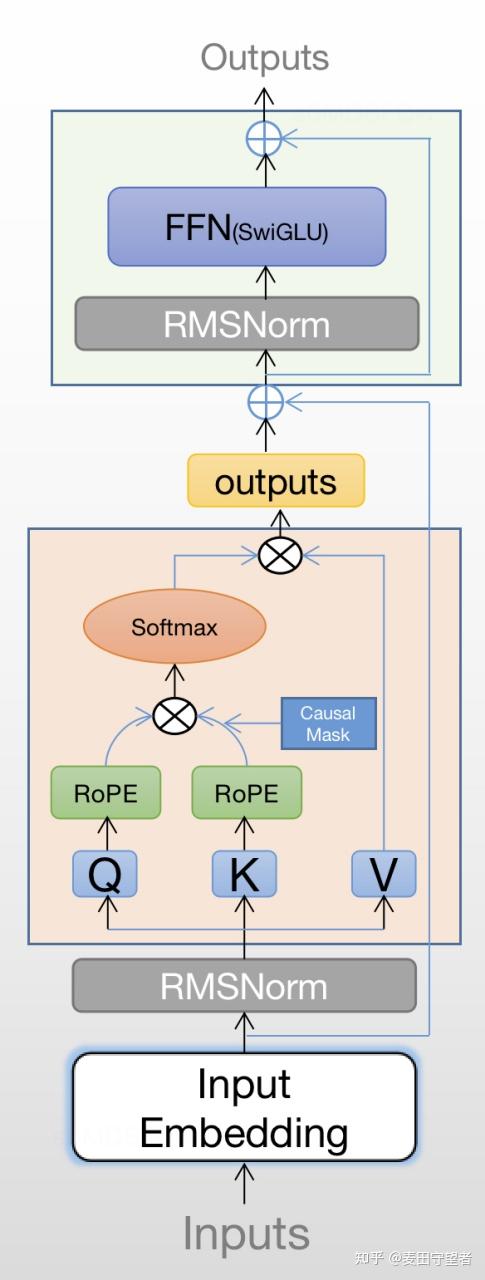 Outputs
FFN(SwiGLU)
RMSNorm
outputs
Softmax
Causal
Mask
RoPE
RoPE
Q
K
V
RMSNorm
Input
Embedding
Inputs
知乎 @麦田守望者